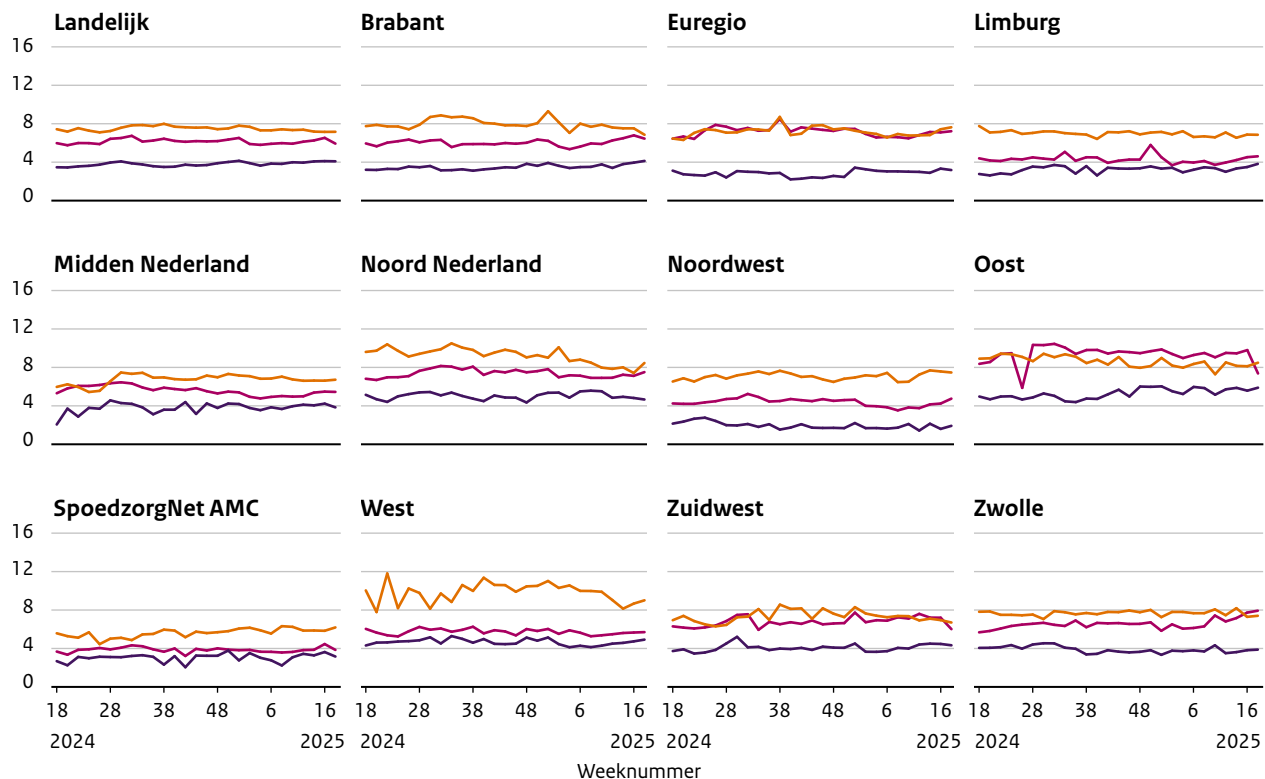 Landelijk Brabant Euregio Limburg
16
12
8
4
0
Midden Nederland Noord Nederland Noordwest Oost
16
12
8
4
0
SpoedzorgNet AMC West Zuidwest Zwolle
16
12
8
4
0
18 28 38 48 6 16 18 28 38 48 6 16 18 28 38 48 6 16 18 28 38 48 6 16
2024 2025 2024 2025 2024 2025 2024 2025
Weeknummer